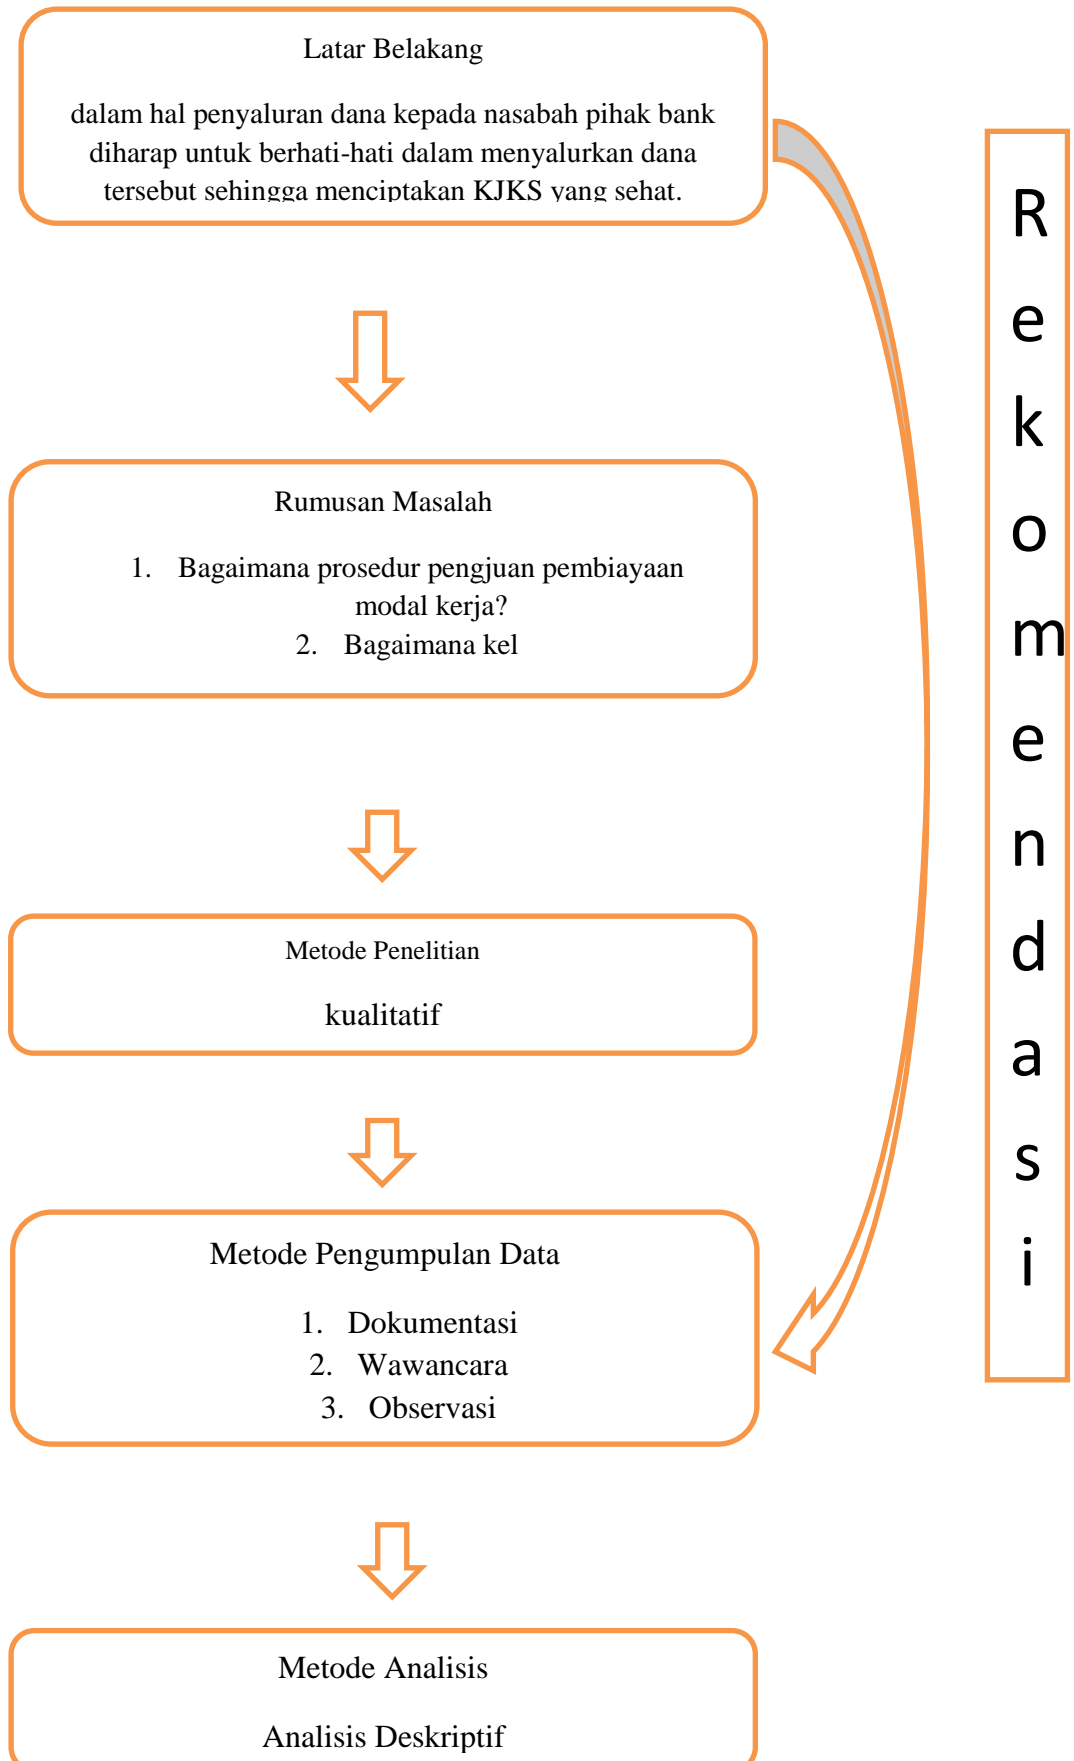 Latar Belakang
dalam hal penyaluran dana kepada nasabah pihak bank
diharap untuk berhati-hati dalam menyalurkan dana
tersebut sehingga menciptakan KJKS yang sehat.
Rumusan Masalah
1. Bagaimana prosedur pengjuan pembiayaan
modal kerja?
2. Bagaimana kel
Metode Penelitian
kualitatif
Metode Pengumpulan Data
1. Dokumentasi
2. Wawancara
3. Observasi
Metode Analisis
Analisis Deskriptif
R
e
k
o
m
e
n
d
a
s
i